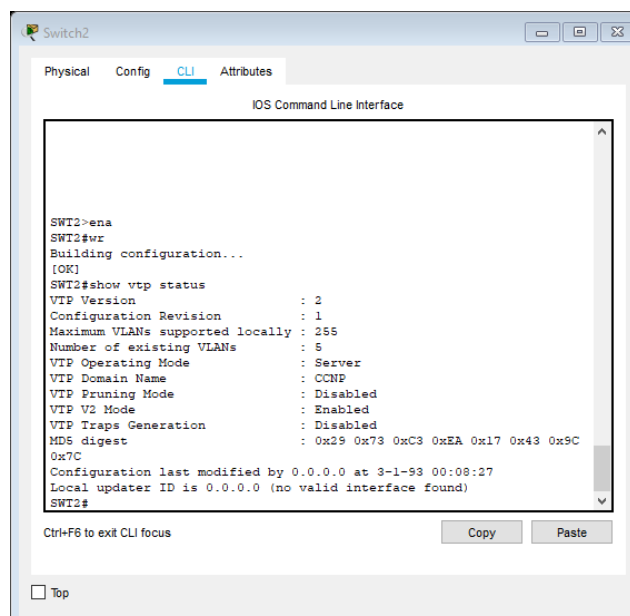 Switch2
Physical Config CLI Attributes
IOS Command Line Interface
SWT2>ena
SWT2#wr
Building configuration...
[OK]
SWT2#show vtp status
VTP Version : 2
Configuration Revision : 1
Maximum VLANs supported locally : 255
Number of existing VLANs : 5
VTP Operating Mode : Server
VTP Domain Name : CCNP
VTP Pruning Mode : Disabled
VTP V2 Mode : Enabled
VTP Traps Generation : Disabled
MD5 digest : 0x29 0x73 0xC3 0xEA 0x17 0x43 0x9C
0x7C
Configuration last modified by 0.0.0.0 at 3-1-93 00:08:27
Local updater ID is 0.0.0.0 (no valid interface found)
SWT2#
Ctrl+F6 to exit CLI focus Copy Paste
Top